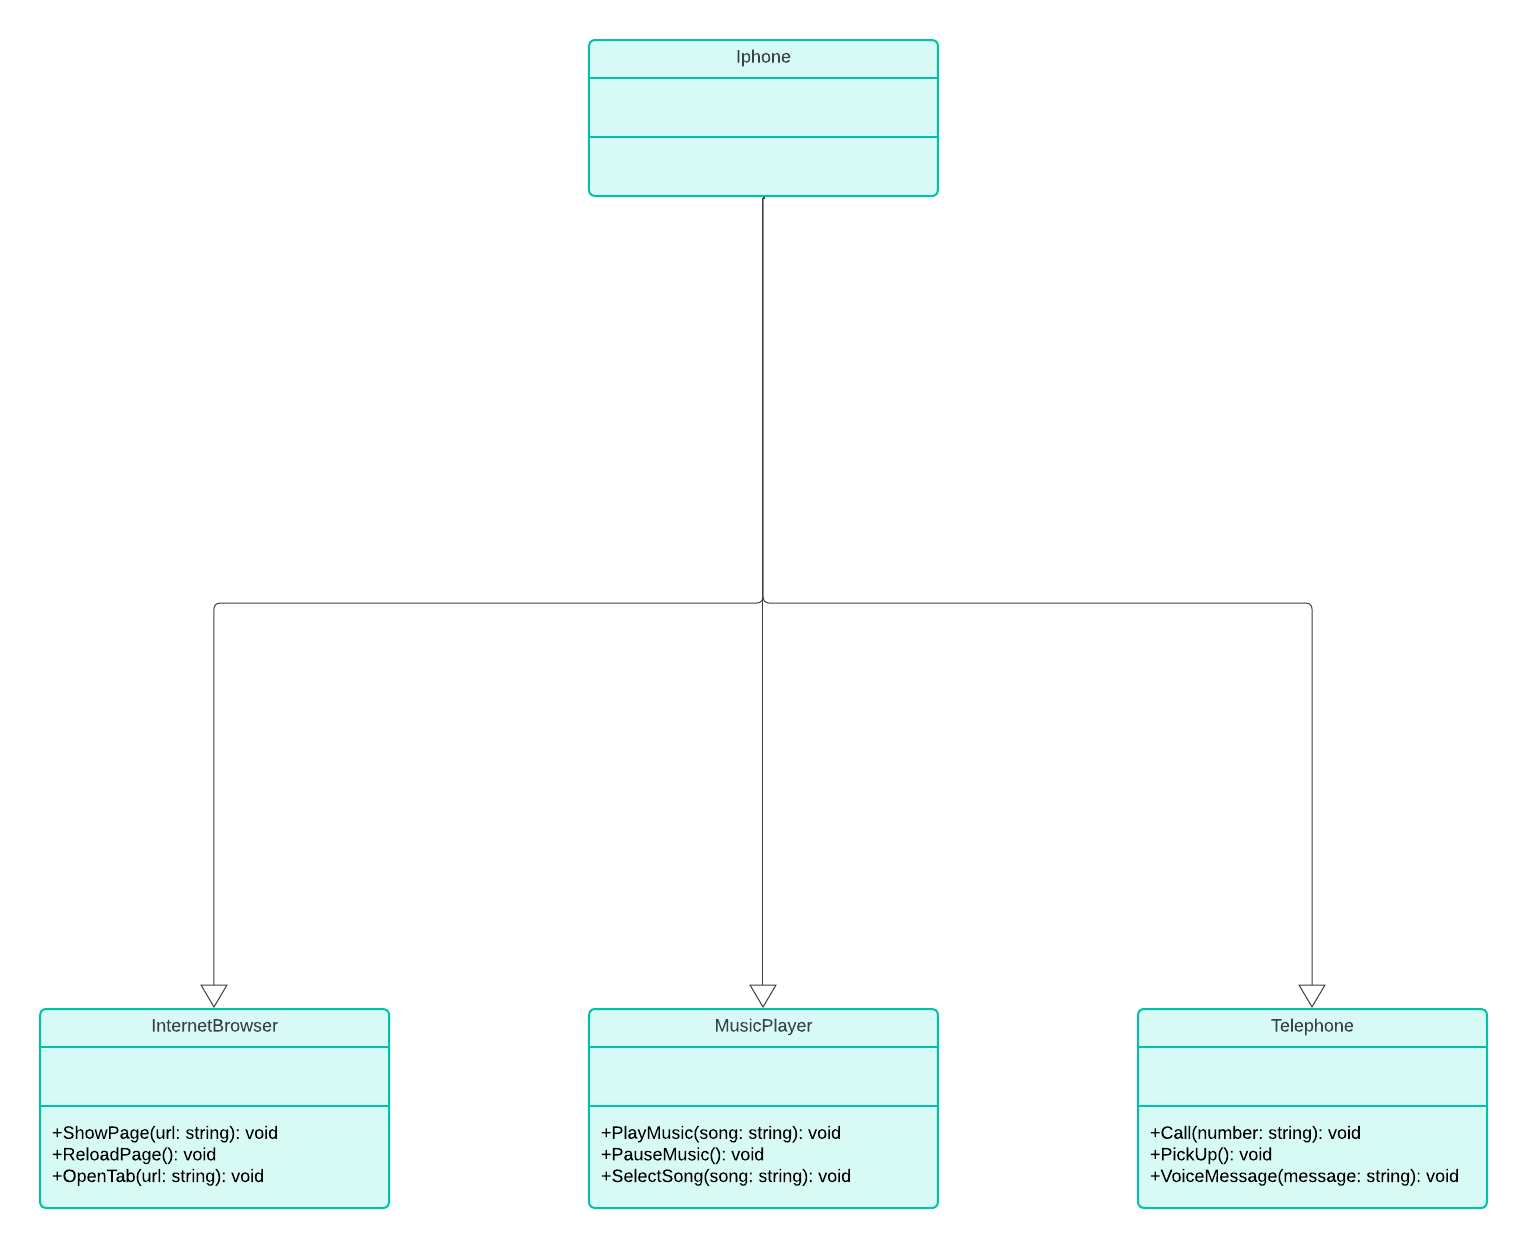 Iphone
InternetBrowser
+ShowPage(url: string): void
+ReloadPage(): void
+OpenTab(url: string): void
MusicPlayer
+PlayMusic(song: string): void
+PauseMusic(): void
+SelectSong(song: string): void
Telephone
+Call(number: string): void
+PickUp(): void
+VoiceMessage(message: string): void